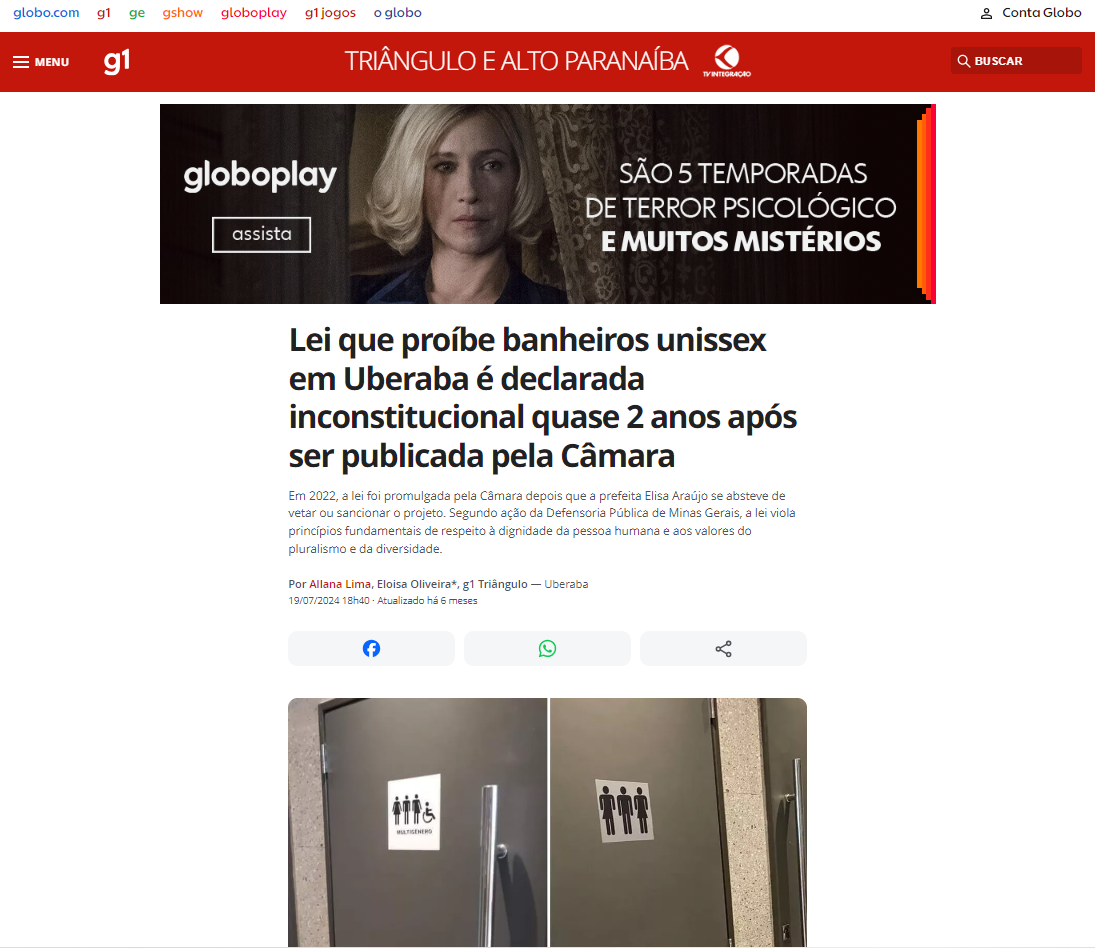 globo.com g1 ge gshow globoplay g1 jogos o globo Conta Globo
MENU g1 TRIÂNGULO E ALTO PARANAÍBA TV INTEGRAÇÃO BUSCAR
globoplay
assista
SÃO 5 TEMPORADAS
DE TERROR PSICOLÓGICO
E MUITOS MISTÉRIOS
Lei que proíbe banheiros unissex
em Uberaba é declarada
inconstitucional quase 2 anos após
ser publicada pela Câmara
Em 2022, a lei foi promulgada pela Câmara depois que a prefeita Elisa Araújo se absteve de
vetar ou sancionar o projeto. Segundo ação da Defensoria Pública de Minas Gerais, a lei viola
princípios fundamentais de respeito à dignidade da pessoa humana e aos valores do
pluralismo e da diversidade.
Por Allana Lima, Eloisa Oliveira*, g1 Triângulo — Uberaba
19/07/2024 18h40 · Atualizado há 6 meses
MULTIGÊNERO